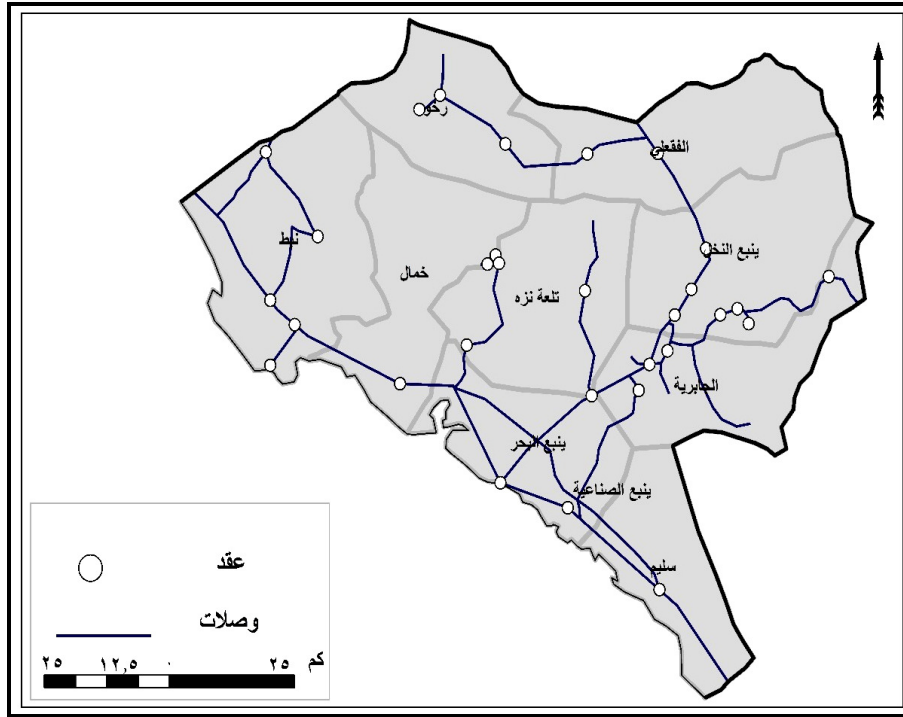 رخو
الفقعلي
ينبع النخل
نبط
خمال
تلعة نزه
الجابرية
ينبع البحر
ينبع الصناعية
سليم
عقد
وصلات
٢٥ ١٢,٥ ٠ ٢٥ كم